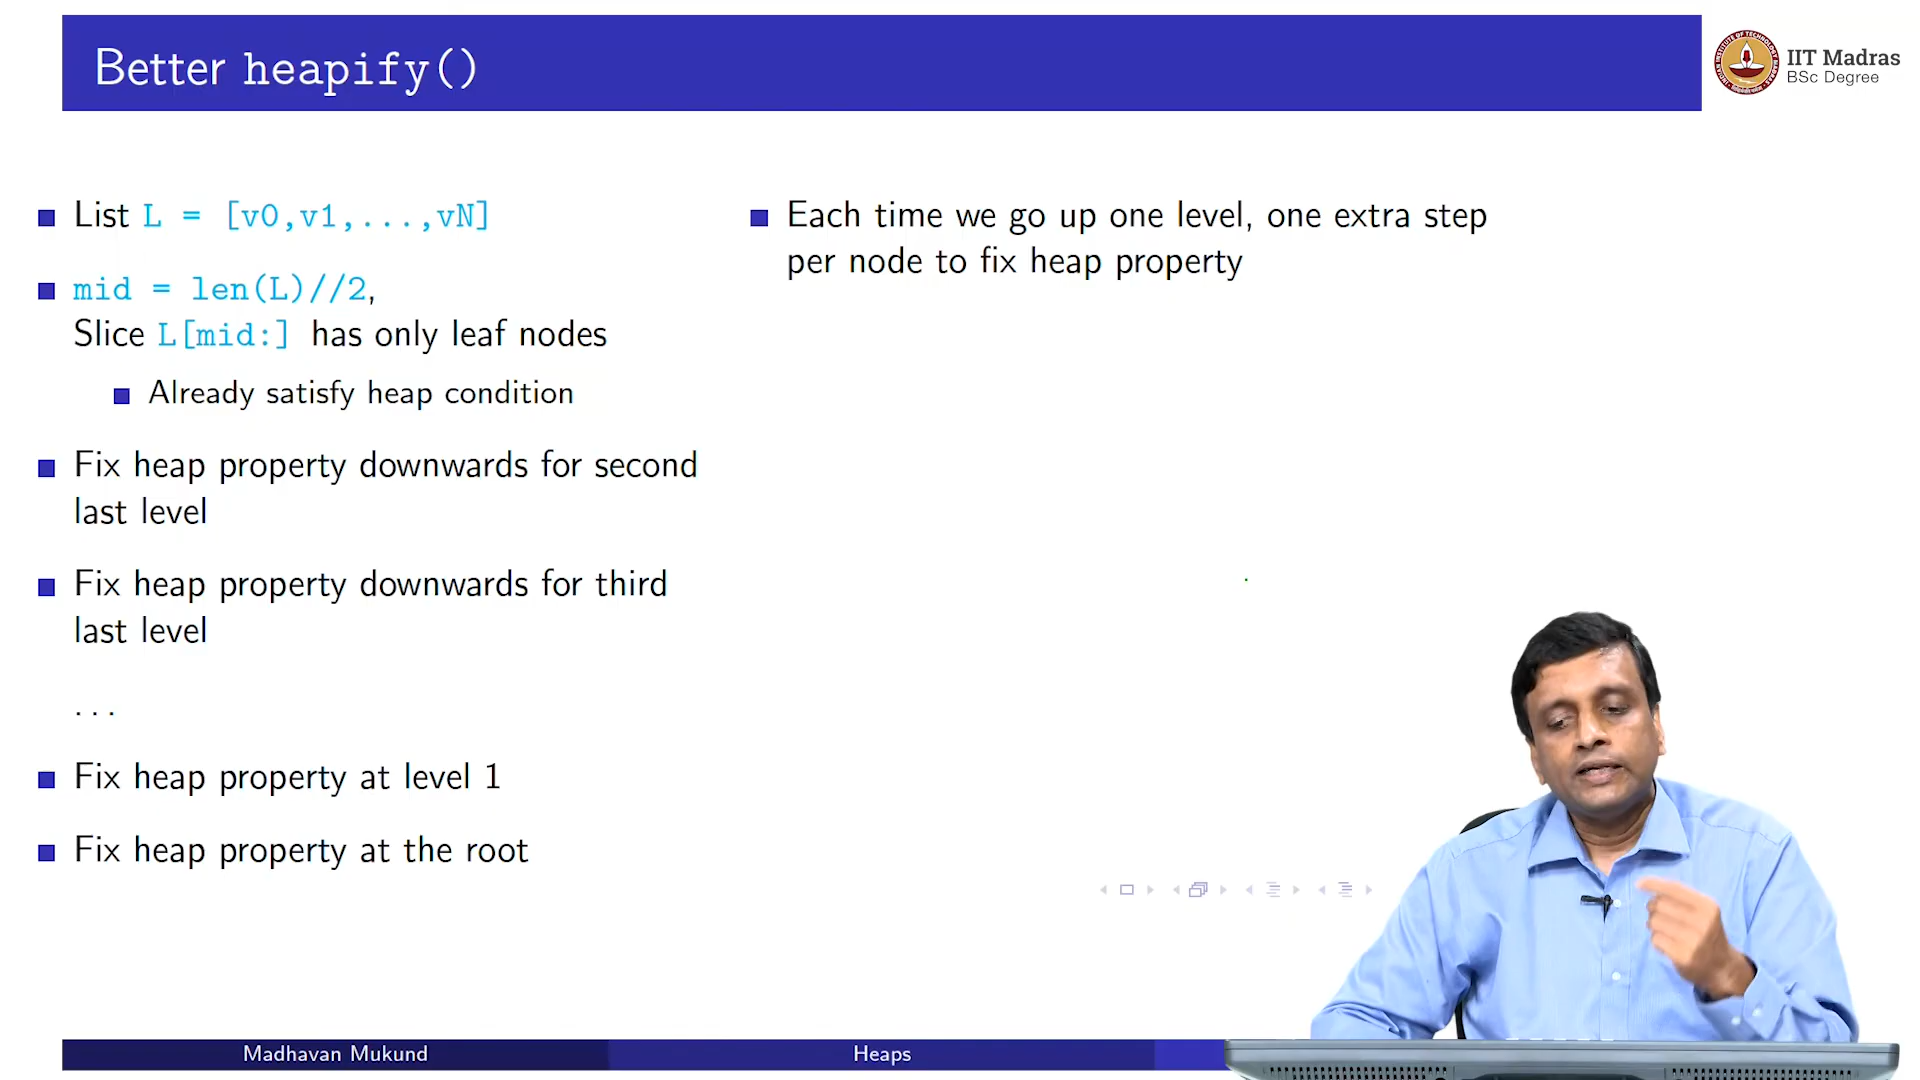 Better heapify()
IIT Madras
BSc Degree
List L = [v0,v1,...,vN]
mid = len(L)//2,
Slice L[mid:] has only leaf nodes
Already satisfy heap condition
Fix heap property downwards for second
last level
Fix heap property downwards for third
last level
...
Fix heap property at level 1
Fix heap property at the root
Each time we go up one level, one extra step
per node to fix heap property
Madhavan Mukund
Heaps